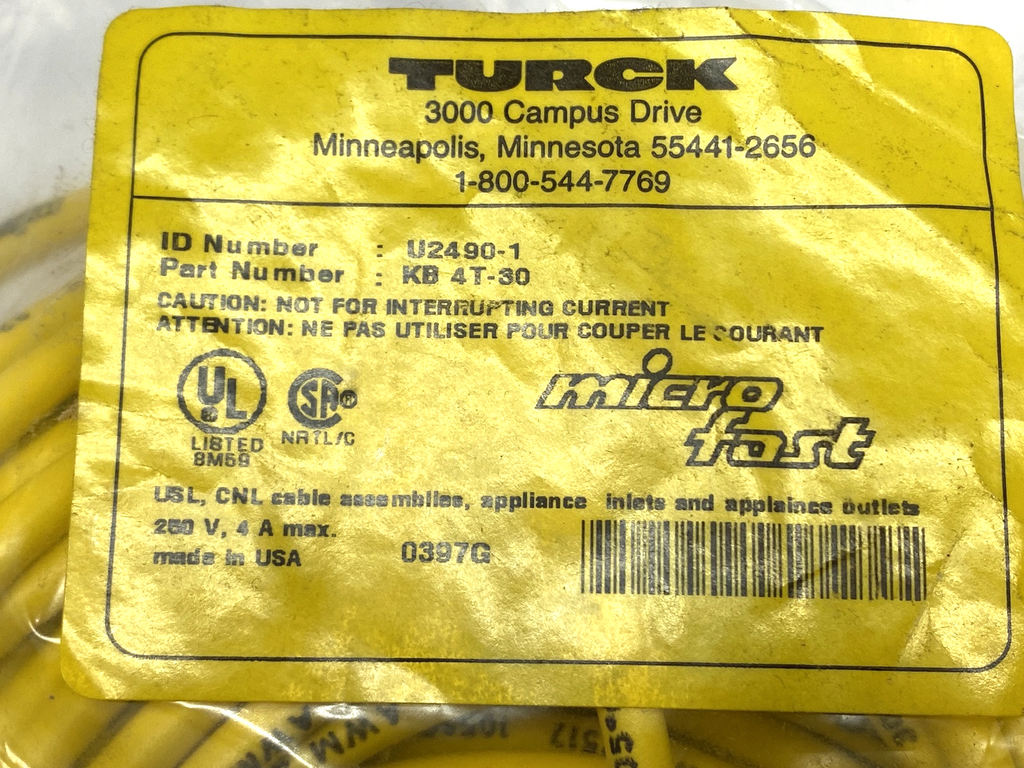 TURCK
3000 Campus Drive
Minneapolis, Minnesota 55441-2656
1-800-544-7769
ID Number : U2490-1
Part Number : KB 4T-30
CAUTION: NOT FOR INTERRUPTING CURRENT
ATTENTION: NE PAS UTILISER POUR COUPER LE COURANT
UL ®
LISTED
8M59
SA ®
NRTL/C
micro
fast
USL, CNL cable assemblies, appliance inlets and applaince outlets
250 V, 4 A max.
made in USA 0397G
AWM